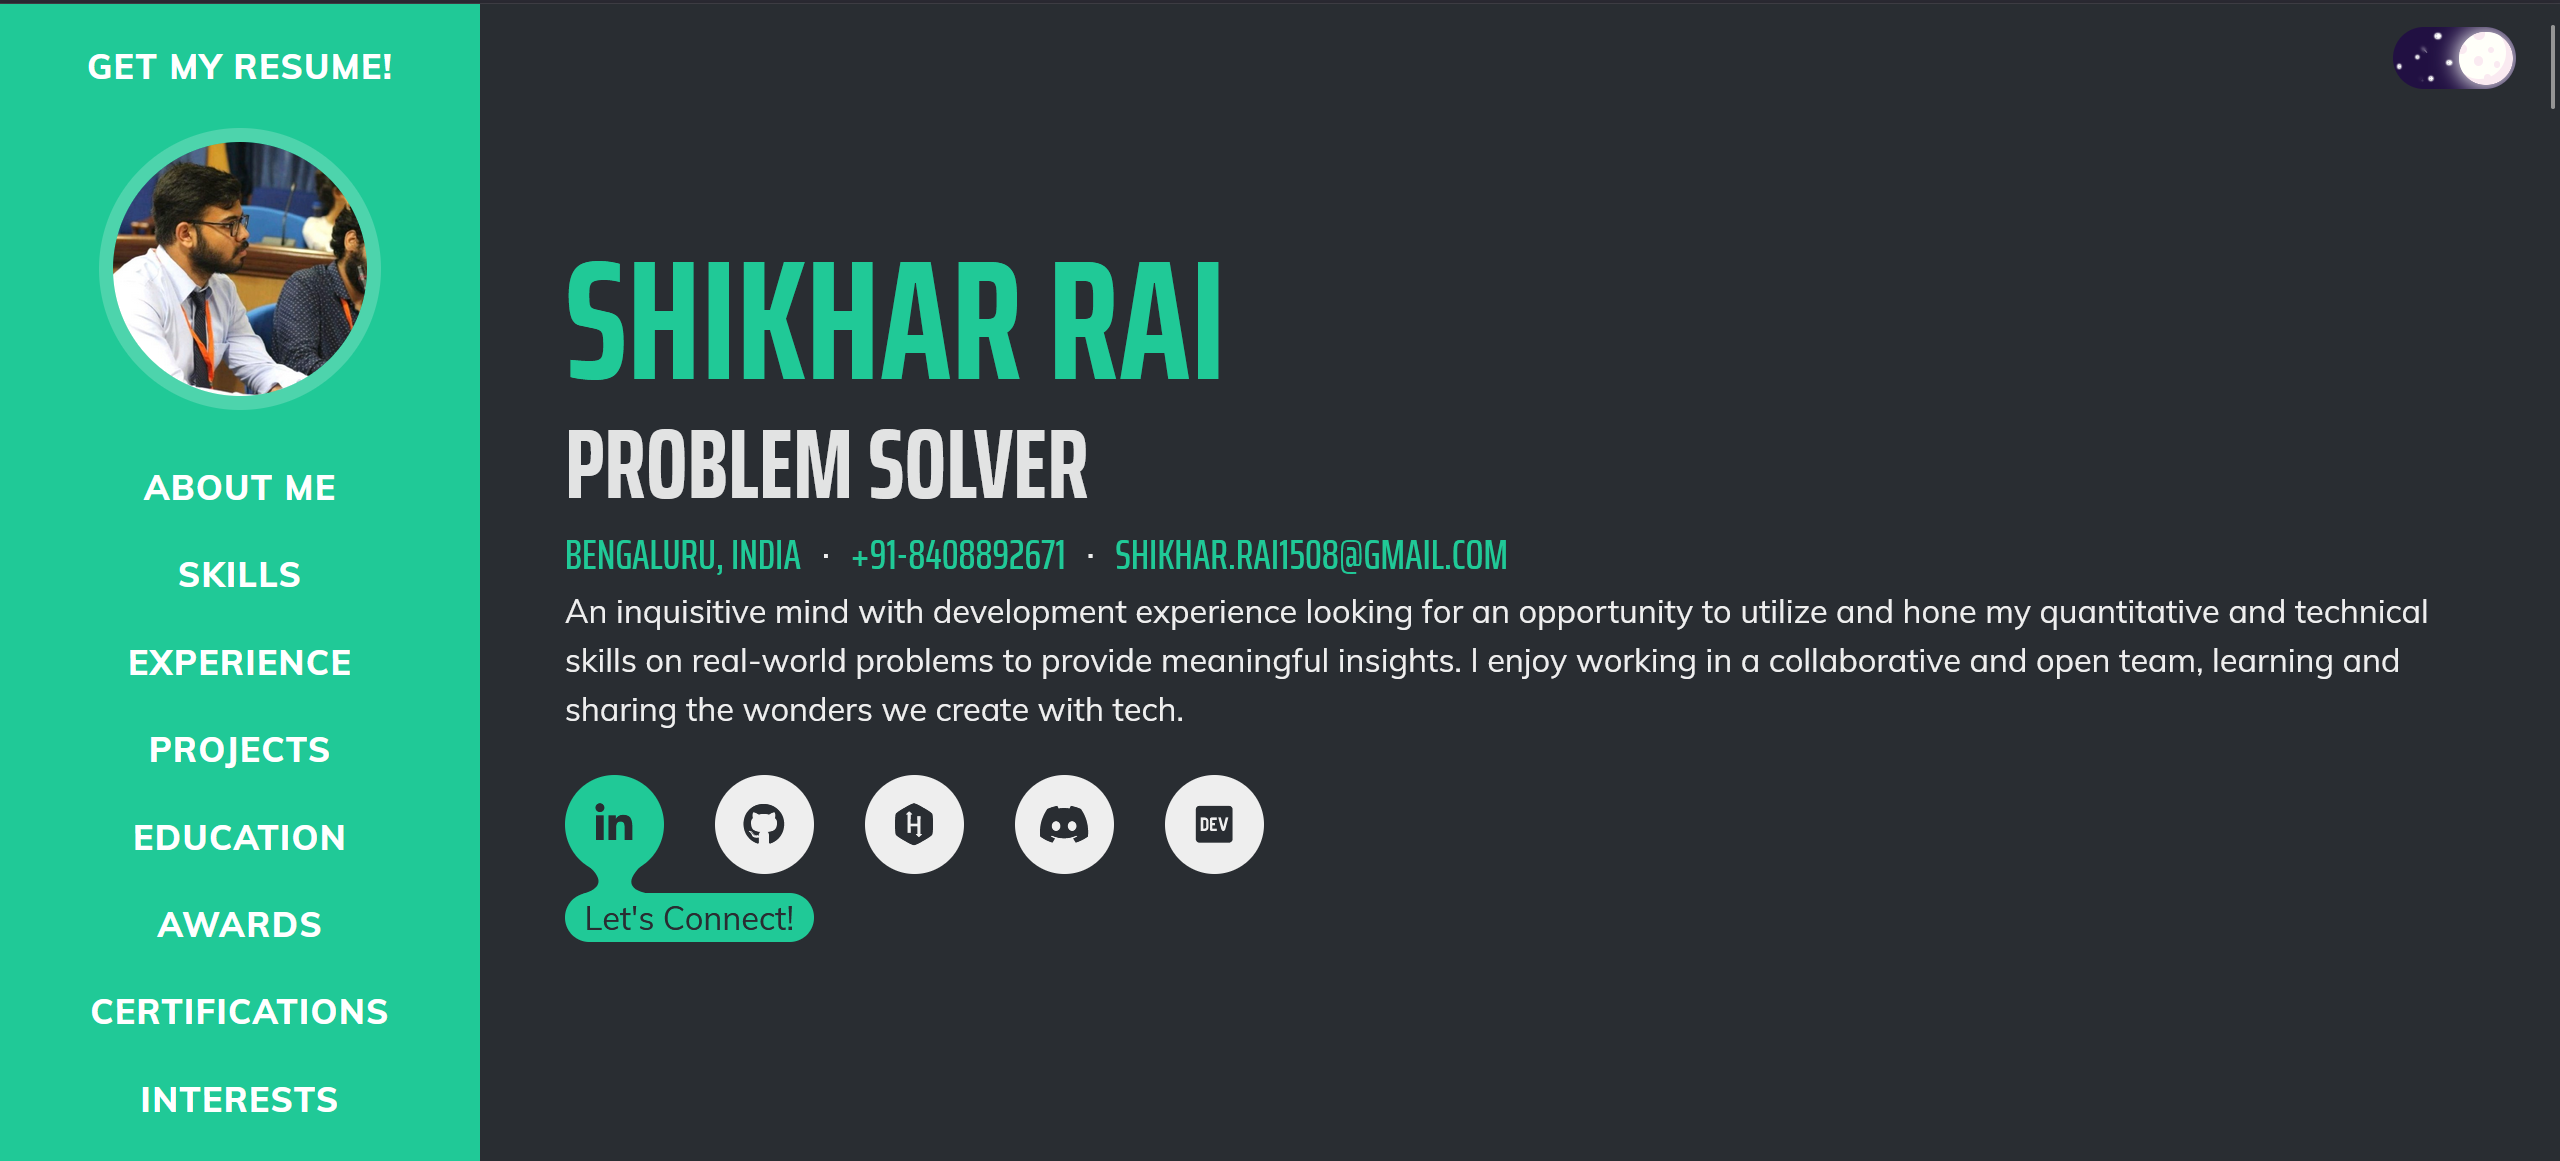 GET MY RESUME!
ABOUT ME
SKILLS
EXPERIENCE
PROJECTS
EDUCATION
AWARDS
CERTIFICATIONS
INTERESTS
SHIKHAR RAI
PROBLEM SOLVER
BENGALURU, INDIA · +91-8408892671 · SHIKHAR.RAI1508@GMAIL.COM
An inquisitive mind with development experience looking for an opportunity to utilize and hone my quantitative and technical
skills on real-world problems to provide meaningful insights. I enjoy working in a collaborative and open team, learning and
sharing the wonders we create with tech.
in
H
DEV
Let's Connect!